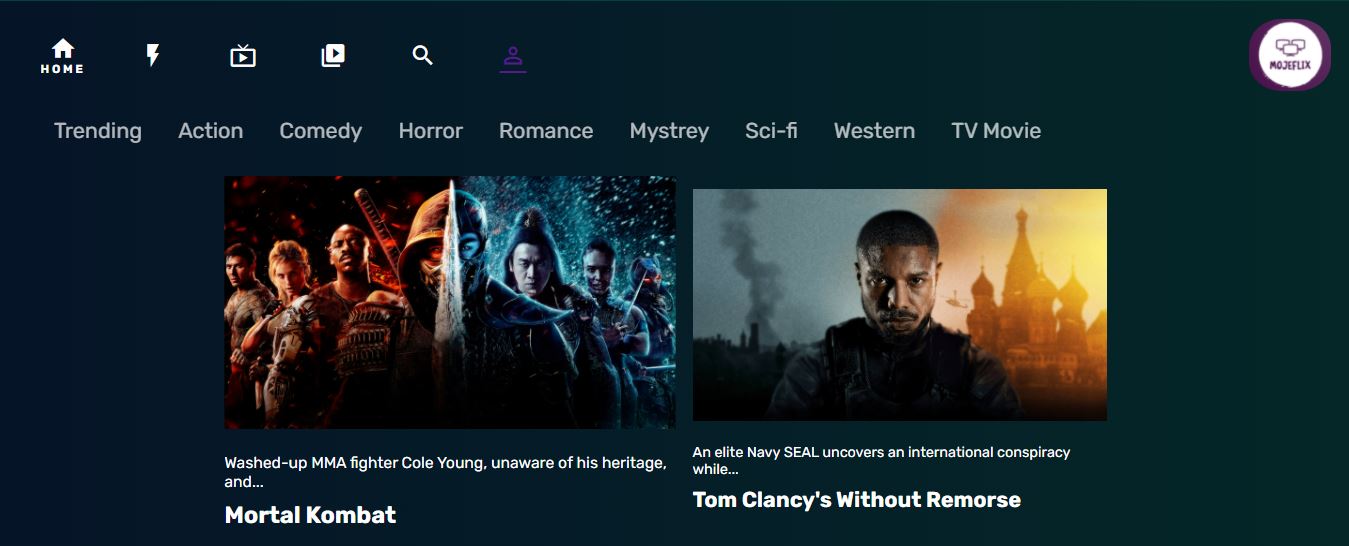 HOME
MOJEFLIX
Trending Action Comedy Horror Romance Mystrey Sci-fi Western TV Movie
Washed-up MMA fighter Cole Young, unaware of his heritage,
and...
Mortal Kombat
An elite Navy SEAL uncovers an international conspiracy
while...
Tom Clancy's Without Remorse